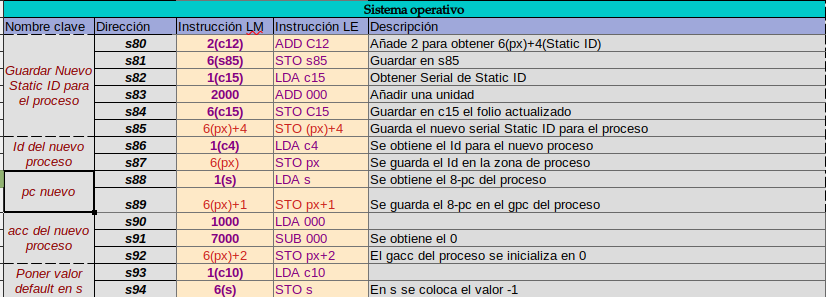 Sistema operativo
Nombre clave Dirección Instrucción LM Instrucción LE Descripción
Guardar Nuevo Static ID para el proceso
s80 2(c12) ADD C12 Añade 2 para obtener 6(px)+4(Static ID)
s81 6(s85) STO s85 Guardar en s85
s82 1(c15) LDA c15 Obtener Serial de Static ID
s83 2000 ADD 000 Añadir una unidad
s84 6(c15) STO C15 Guardar en c15 el folio actualizado
s85 6(px)+4 STO (px)+4 Guarda el nuevo serial Static ID para el proceso
Id del nuevo proceso
s86 1(c4) LDA c4 Se obtiene el Id para el nuevo proceso
s87 6(px) STO px Se guarda el Id en la zona de proceso
pc nuevo
s88 1(s) LDA s Se obtiene el 8-pc del proceso
s89 6(px)+1 STO px+1 Se guarda el 8-pc en el gpc del proceso
acc del nuevo proceso
s90 1000 LDA 000
s91 7000 SUB 000 Se obtiene el 0
s92 6(px)+2 STO px+2 El gacc del proceso se inicializa en 0
Poner valor default en s
s93 1(c10) LDA c10
s94 6(s) STO s En s se coloca el valor -1